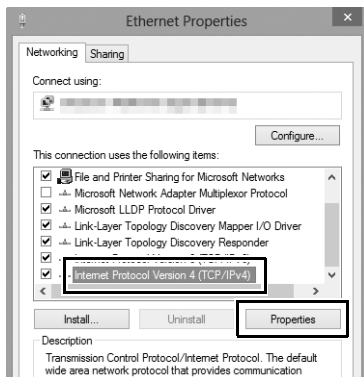 Ethernet Properties
Networking Sharing
Connect using:
Configure...
This connection uses the following items:
File and Printer Sharing for Microsoft Networks
Microsoft Network Adapter Multiplexor Protocol
Microsoft LLDP Protocol Driver
Link-Layer Topology Discovery Mapper I/O Driver
Link-Layer Topology Discovery Responder
Internet Protocol Version 4 (TCP/IPv4)
Install... Uninstall Properties
Description
Transmission Control Protocol/Internet Protocol. The default
wide area network protocol that provides communication